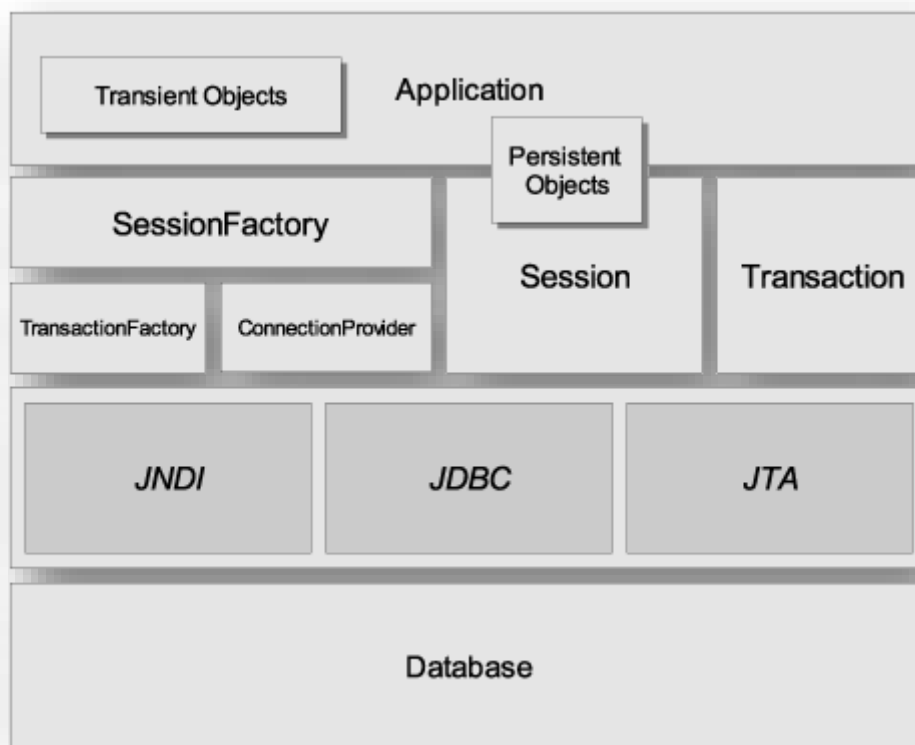 Transient Objects
Application
Persistent
Objects
SessionFactory
Session
Transaction
TransactionFactory
ConnectionProvider
JNDI
JDBC
JTA
Database